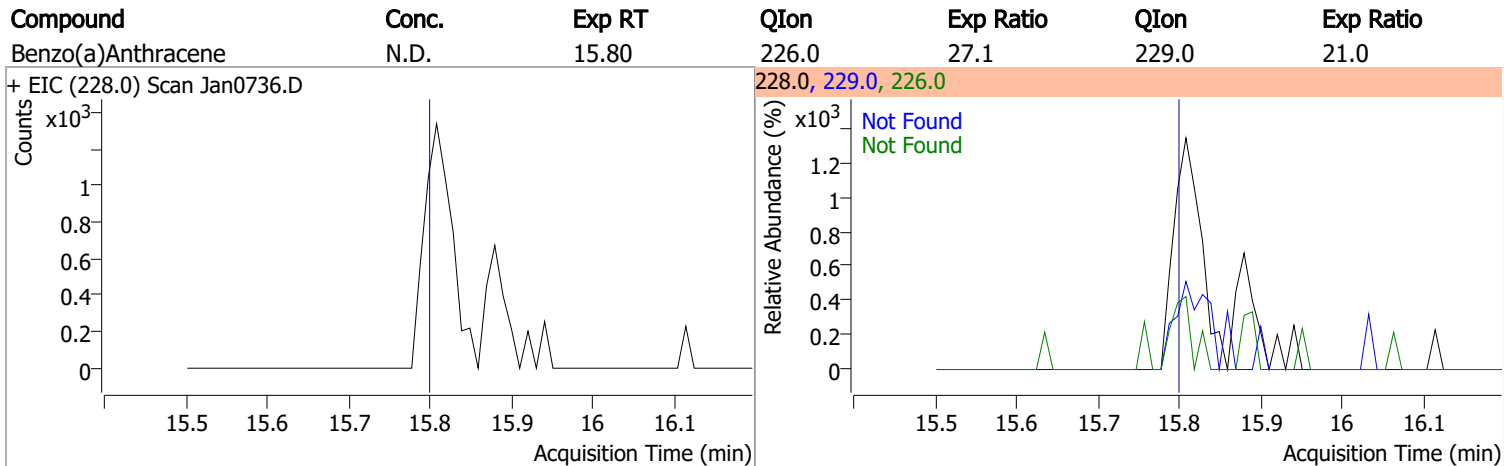 Compound Conc. Exp RT QIon Exp Ratio QIon Exp Ratio
Benzo(a)Anthracene N.D. 15.80 226.0 27.1 229.0 21.0
+ EIC (228.0) Scan Jan0736.D
Counts
x10³
1
0.8
0.6
0.4
0.2
0
15.5 15.6 15.7 15.8 15.9 16 16.1
Acquisition Time (min)
228.0, 229.0, 226.0
Relative Abundance (%)
x10³
Not Found
Not Found
1.2
1
0.8
0.6
0.4
0.2
0
15.5 15.6 15.7 15.8 15.9 16 16.1
Acquisition Time (min)